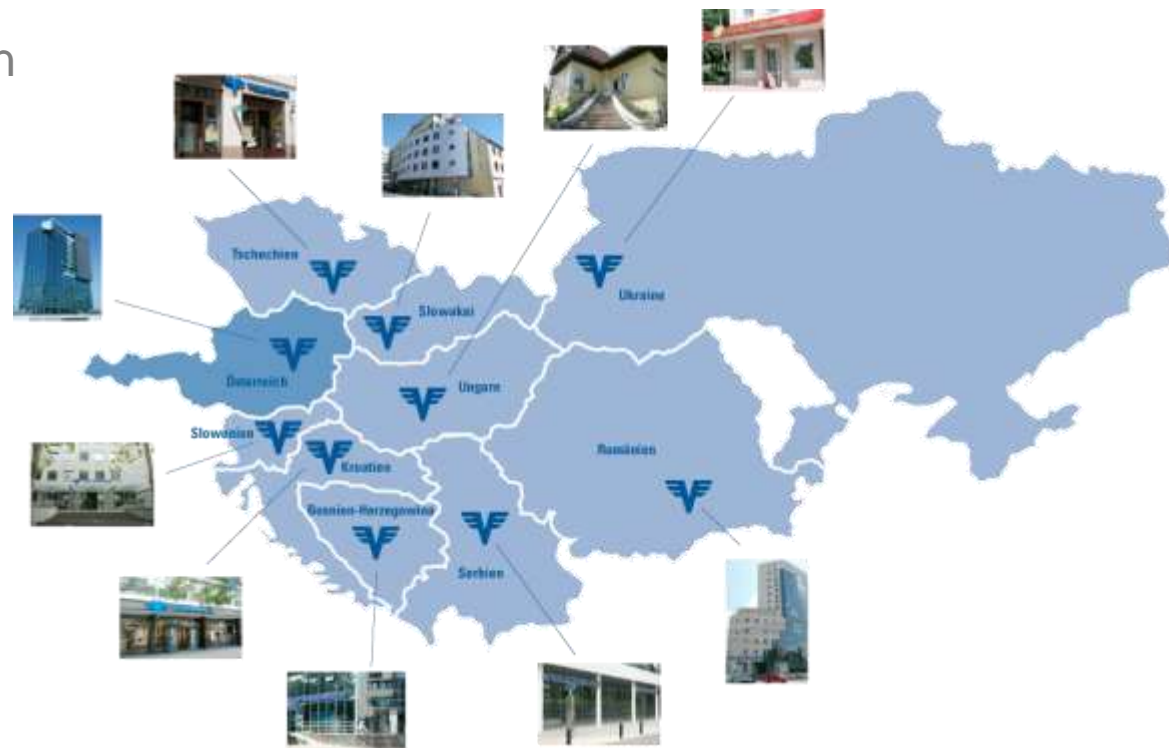 n
Tschechien
Slowakei
Ukraine
Österreich
Ungarn
Slowenien
Kroatien
Rumänien
Bosnien-Herzegowina
Serbien